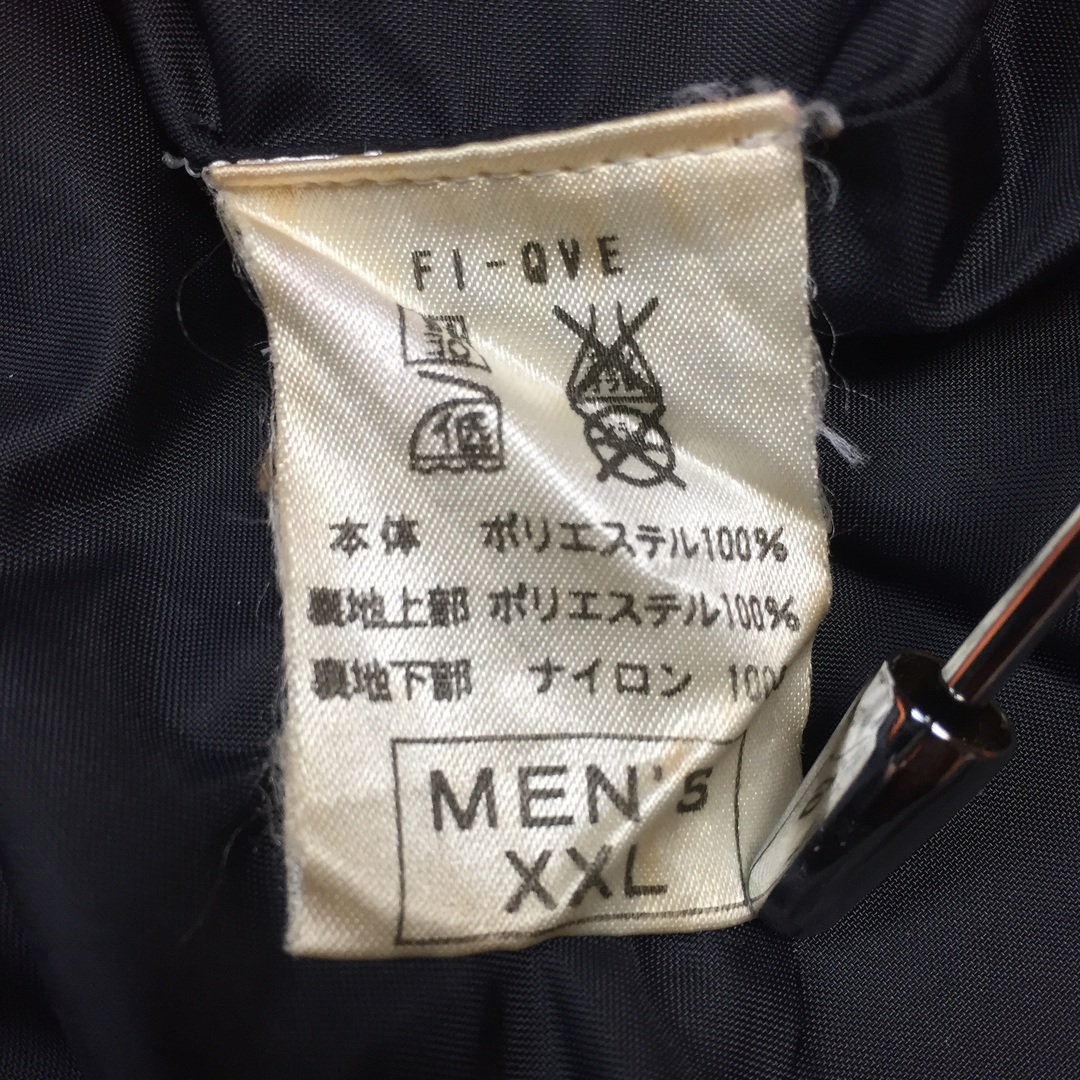 FI-QVE
低
本体 ポリエステル100%
裏地上部 ポリエステル100%
裏地下部 ナイロン 100%
MEN's
XXL